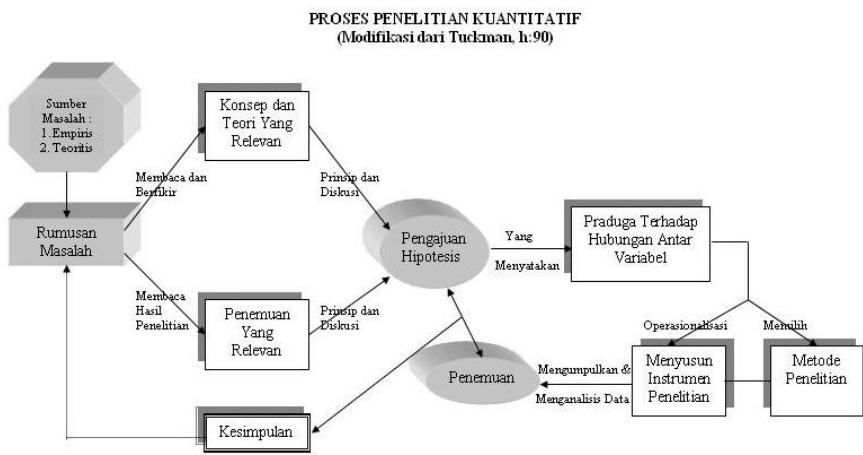 PROSES PENELITIAN KUANTITATIF
(Modifikasi dari Tuckman, h:90)
Sumber
Masalah :
1. Empiris
2. Teoritis
Konsep dan
Teori Yang
Relevan
Membaca dan
Berfikir
Prinsip dan
Diskusi
Rumusan
Masalah
Pengajuan
Hipotesis
Yang
Menyatakan
Praduga Terhadap
Hubungan Antar
Variabel
Membaca
Hasil
Penelitian
Penemuan
Yang
Relevan
Prinsip dan
Diskusi
Operasionalisasi
Memilih
Penemuan
Mengumpulkan &
Menganalisis Data
Menyusun
Instrumen
Penelitian
Metode
Penelitian
Kesimpulan